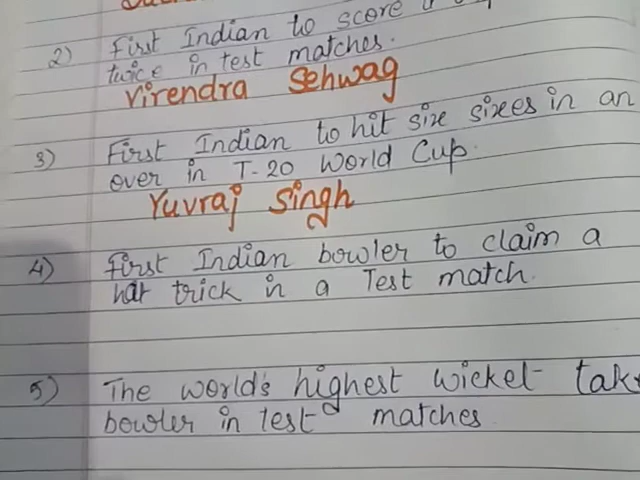 2) First Indian to score
twice in test matches.
Virendra Sehwag
3) First Indian to hit six sixes in an
over in T-20 World Cup.
Yuvraj Singh
4) First Indian bowler to claim a
hat trick in a Test match.
5) The world's highest wicket
bowler in test matches